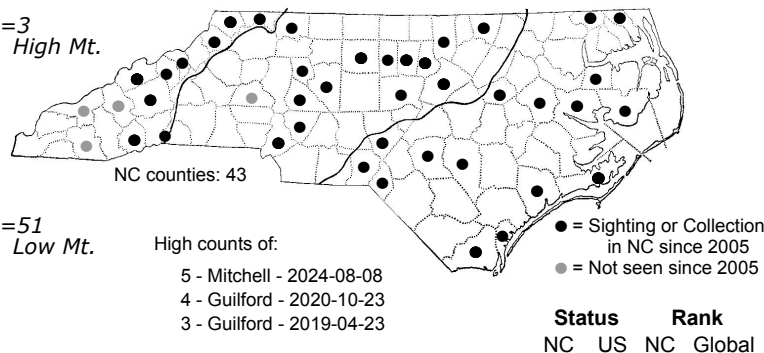 =3
High Mt.
NC counties: 43
=51
Low Mt.
High counts of:
5 - Mitchell - 2024-08-08
4 - Guilford - 2020-10-23
3 - Guilford - 2019-04-23
● = Sighting or Collection
in NC since 2005
● = Not seen since 2005
Status Rank
NC US NC Global